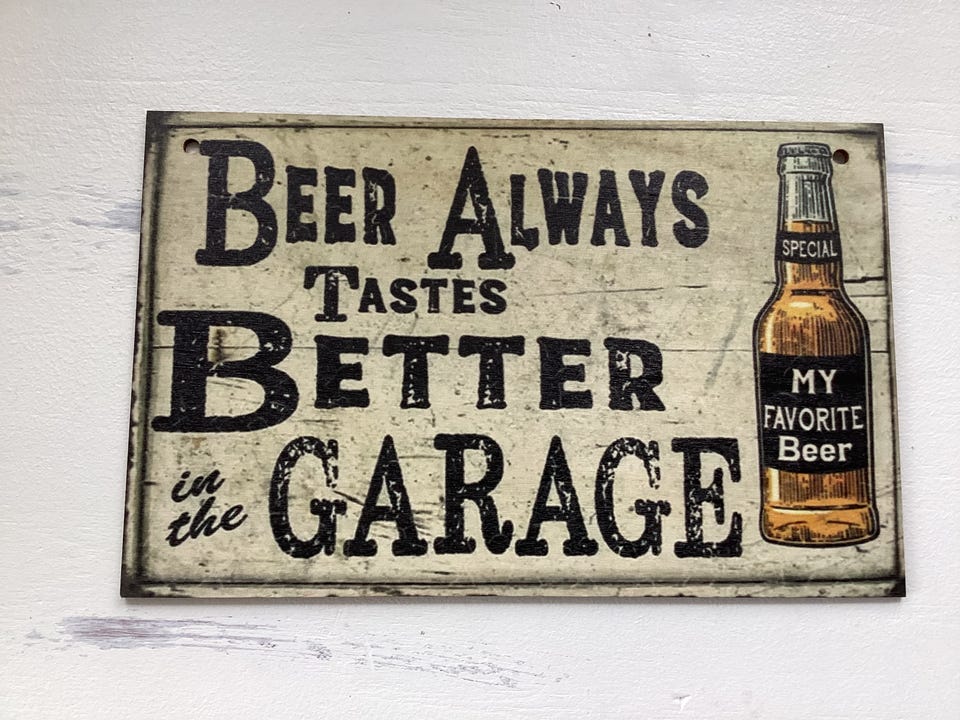 BEER ALWAYS
TASTES
BETTER
in the GARAGE
SPECIAL
MY
FAVORITE
Beer